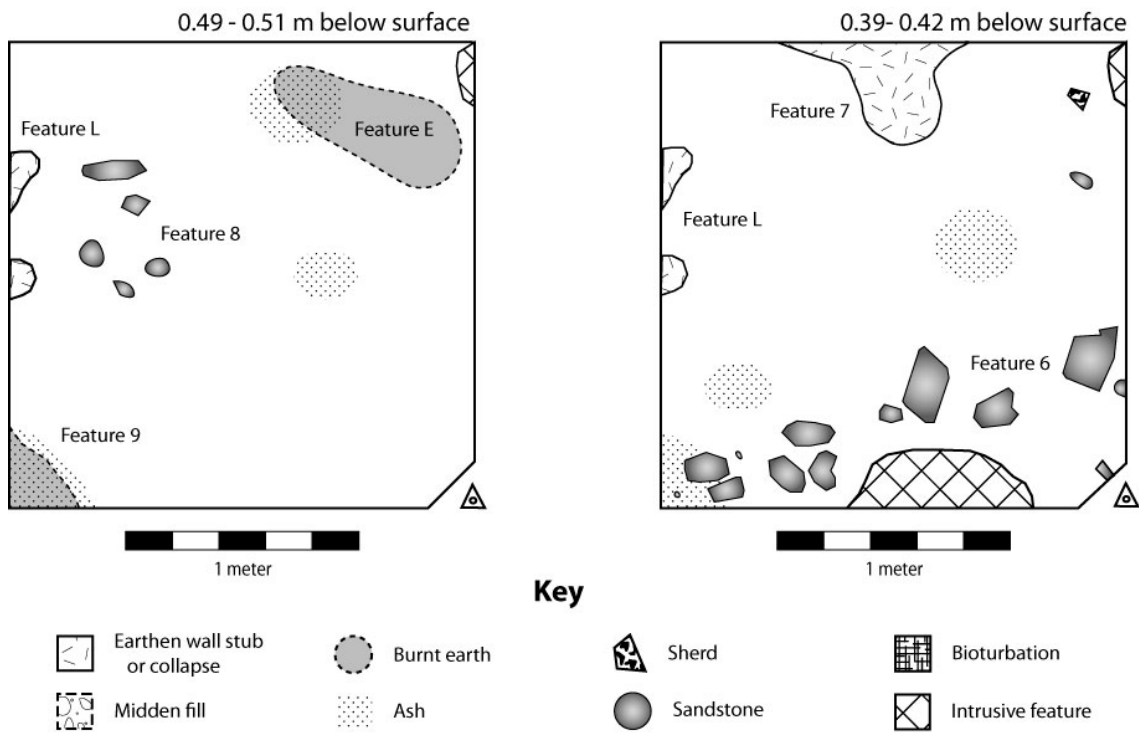 0.49 - 0.51 m below surface
Feature L
Feature E
Feature 8
Feature 9
1 meter
0.39- 0.42 m below surface
Feature 7
Feature L
Feature 6
1 meter
Key
Earthen wall stub
or collapse
Burnt earth
Sherd
Bioturbation
Midden fill
Ash
Sandstone
Intrusive feature